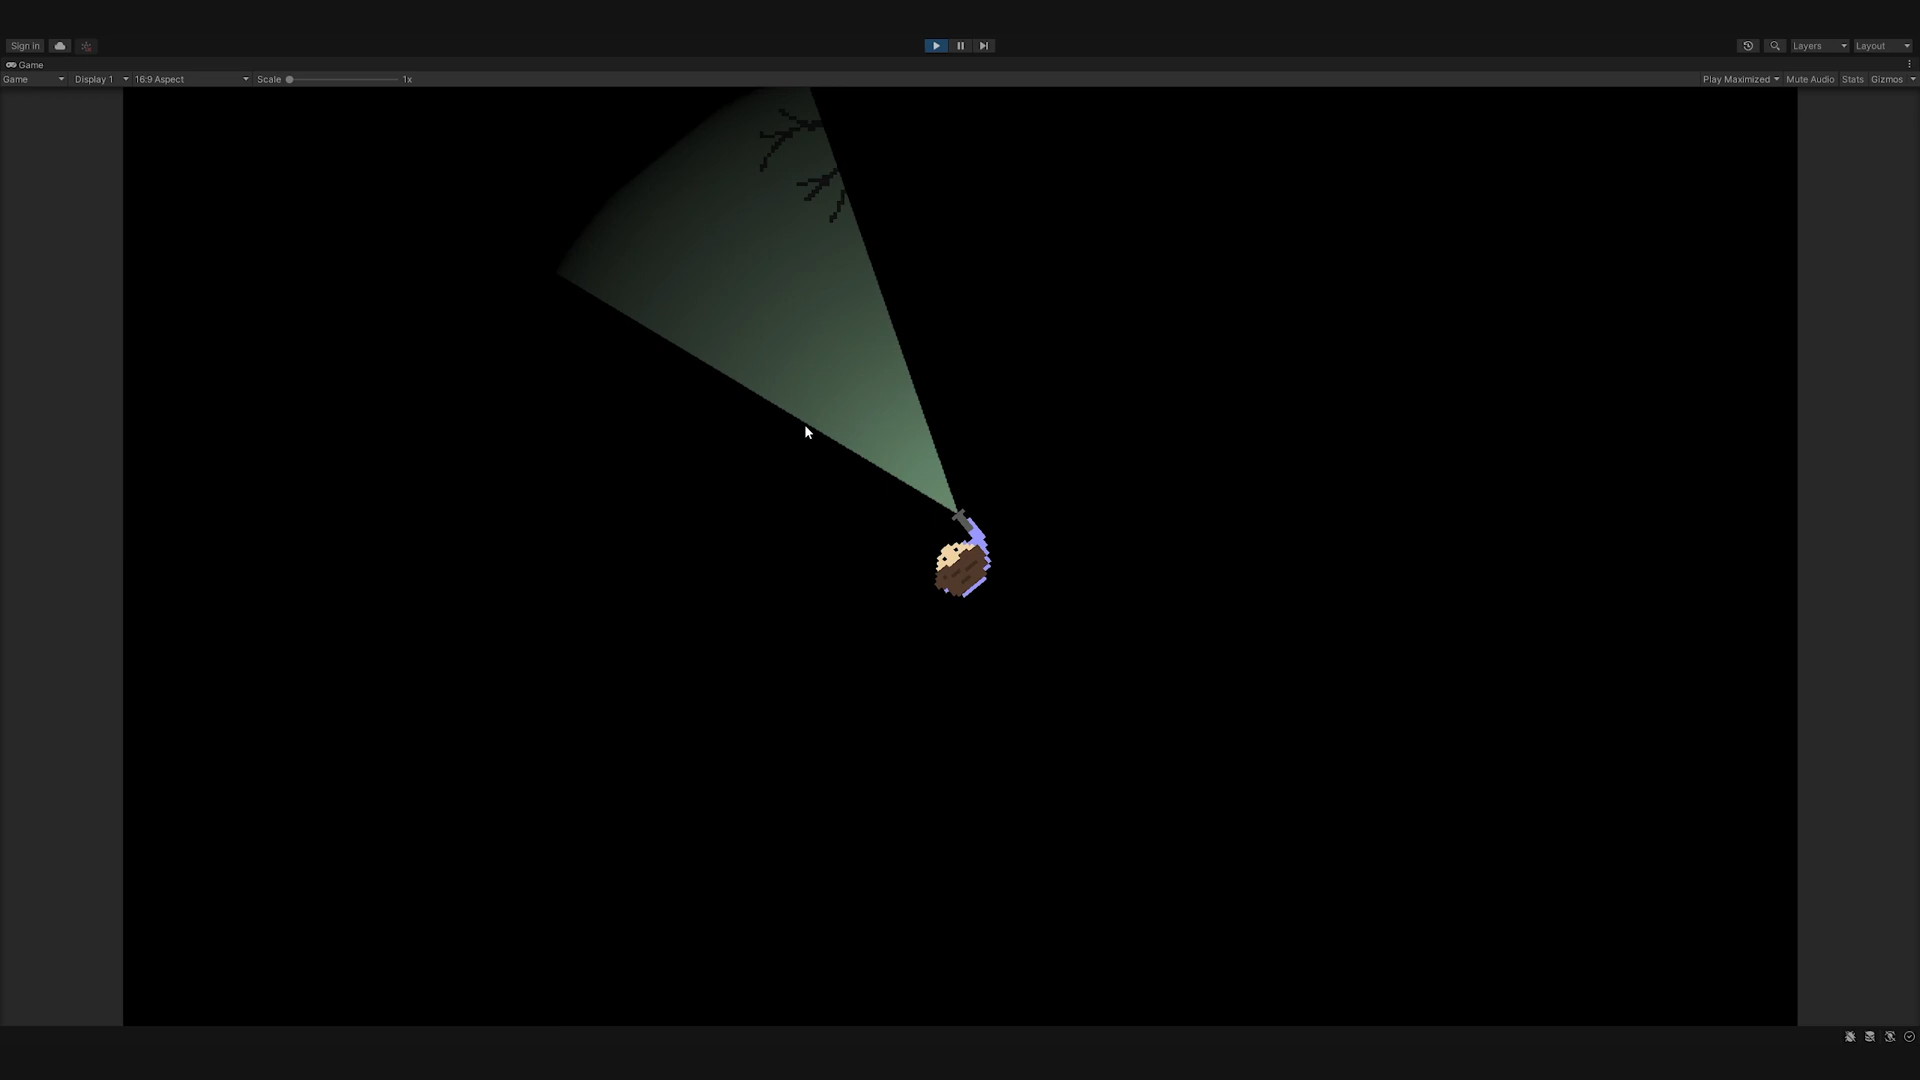 Sign in
Layers
Layout
Game
Game
Display 1
16:9 Aspect
Scale
1x
Play Maximized
Mute Audio
Stats
Gizmos